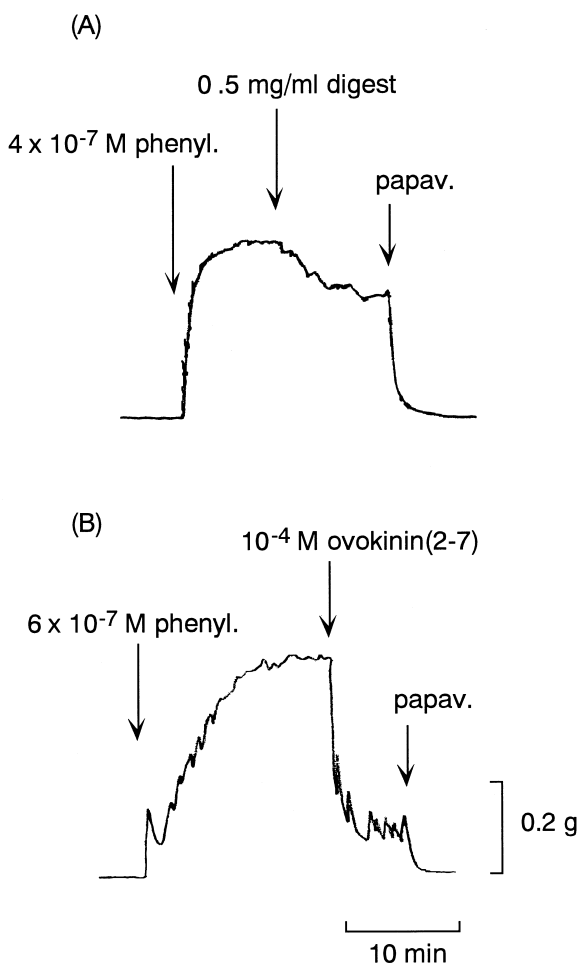 (A)
0.5 mg/ml digest
4 x 10⁻⁷ M phenyl.
papav.
(B)
10⁻⁴ M ovokinin(2-7)
6 x 10⁻⁷ M phenyl.
papav.
0.2 g
10 min